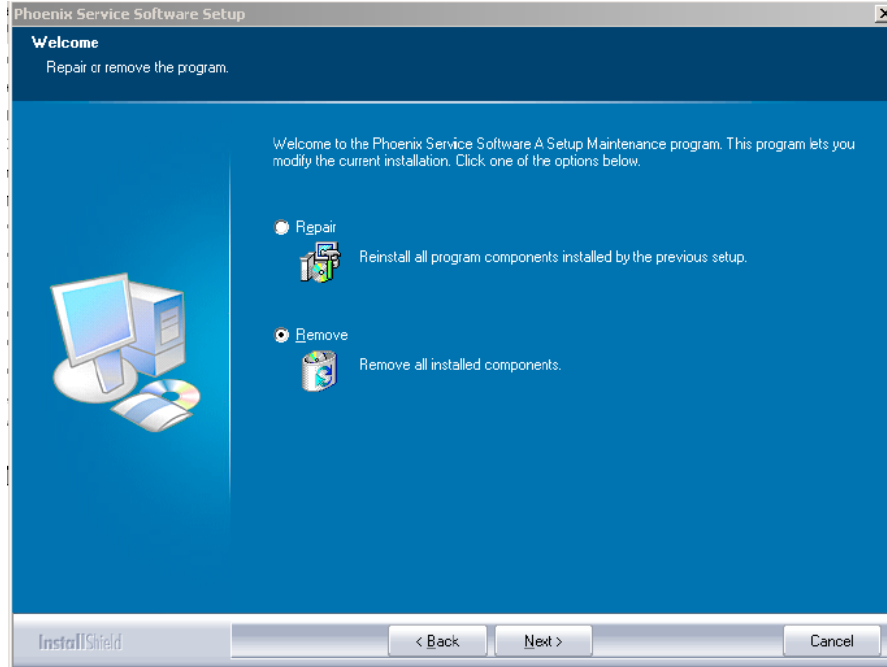 Phoenix Service Software Setup
Welcome
Repair or remove the program.
Welcome to the Phoenix Service Software A Setup Maintenance program. This program lets you
modify the current installation. Click one of the options below.
Repair
Reinstall all program components installed by the previous setup.
Remove
Remove all installed components.
InstallShield
< Back
Next >
Cancel